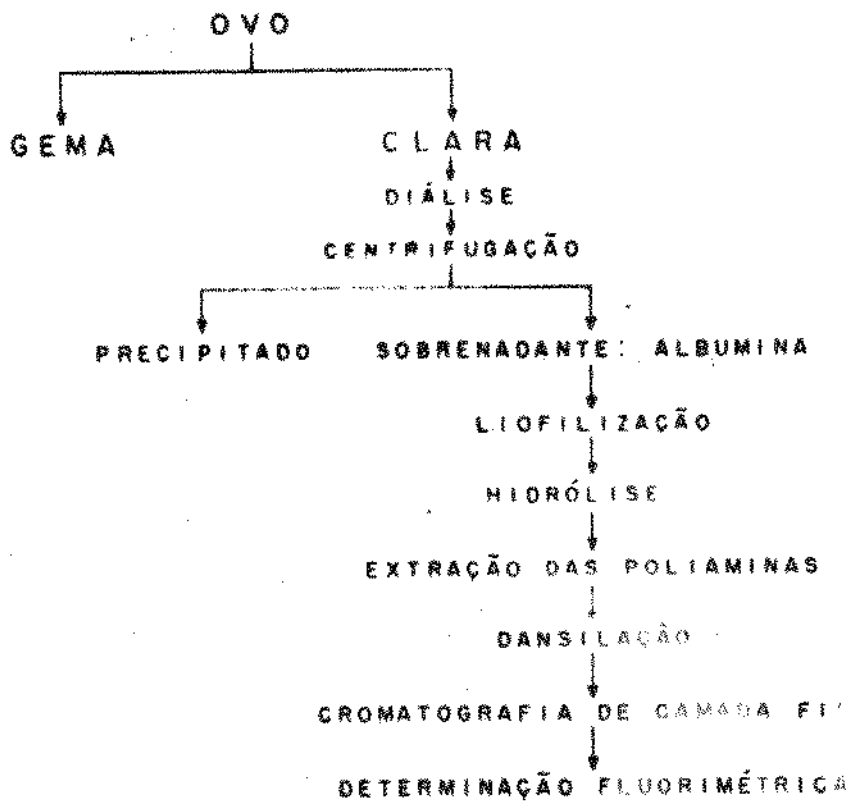 OVO
GEMA CLARA
DIÁLISE
CENTRIFUGAÇÃO
PRECIPITADO SOBRENADANTE: ALBUMINA
LIOFILIZAÇÃO
HIDRÓLISE
EXTRAÇÃO DAS POLIAMINAS
DANSILAÇÃO
CROMATOGRAFIA DE CAMADA
DETERMINAÇÃO FLUORIMÉTRICA